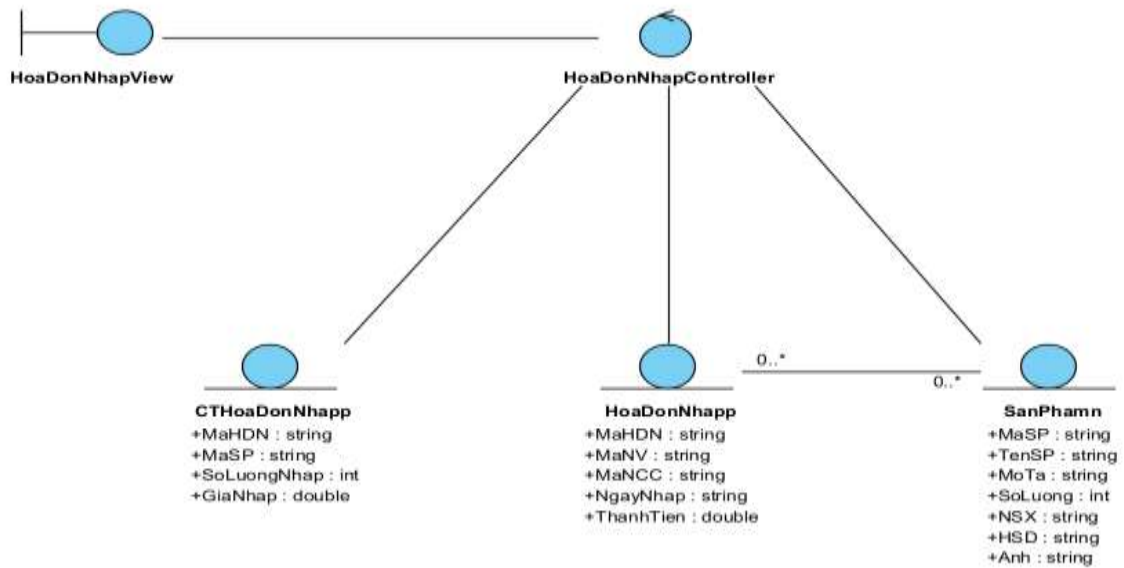 HoaDonNhapView
HoaDonNhapController
0..*
0..*
CTHoaDonNhapp
+MaHDN : string
+MaSP : string
+SoLuongNhap : int
+GiaNhap : double
HoaDonNhapp
+MaHDN : string
+MaNV : string
+MaNCC : string
+NgayNhap : string
+ThanhTien : double
SanPhamn
+MaSP : string
+TenSP : string
+MoTa : string
+SoLuong : int
+NSX : string
+HSD : string
+Anh : string